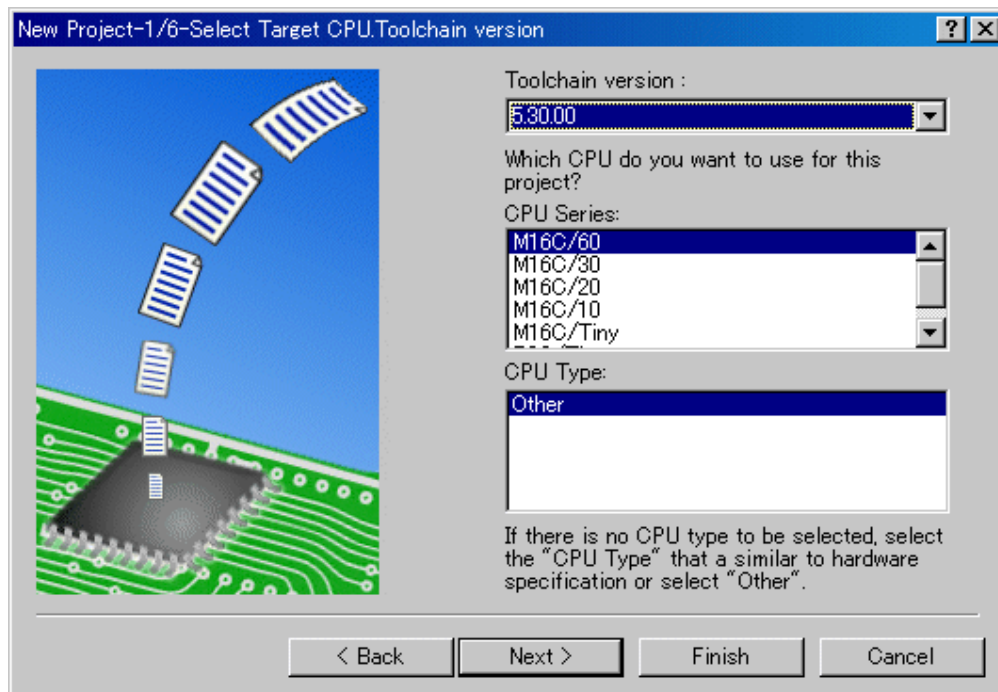 New Project-1/6-Select Target CPU.Toolchain version
Toolchain version :
5.30.00
Which CPU do you want to use for this
project?
CPU Series:
M16C/60
M16C/30
M16C/20
M16C/10
M16C/Tiny
CPU Type:
Other
If there is no CPU type to be selected, select
the "CPU Type" that a similar to hardware
specification or select "Other".
< Back
Next >
Finish
Cancel